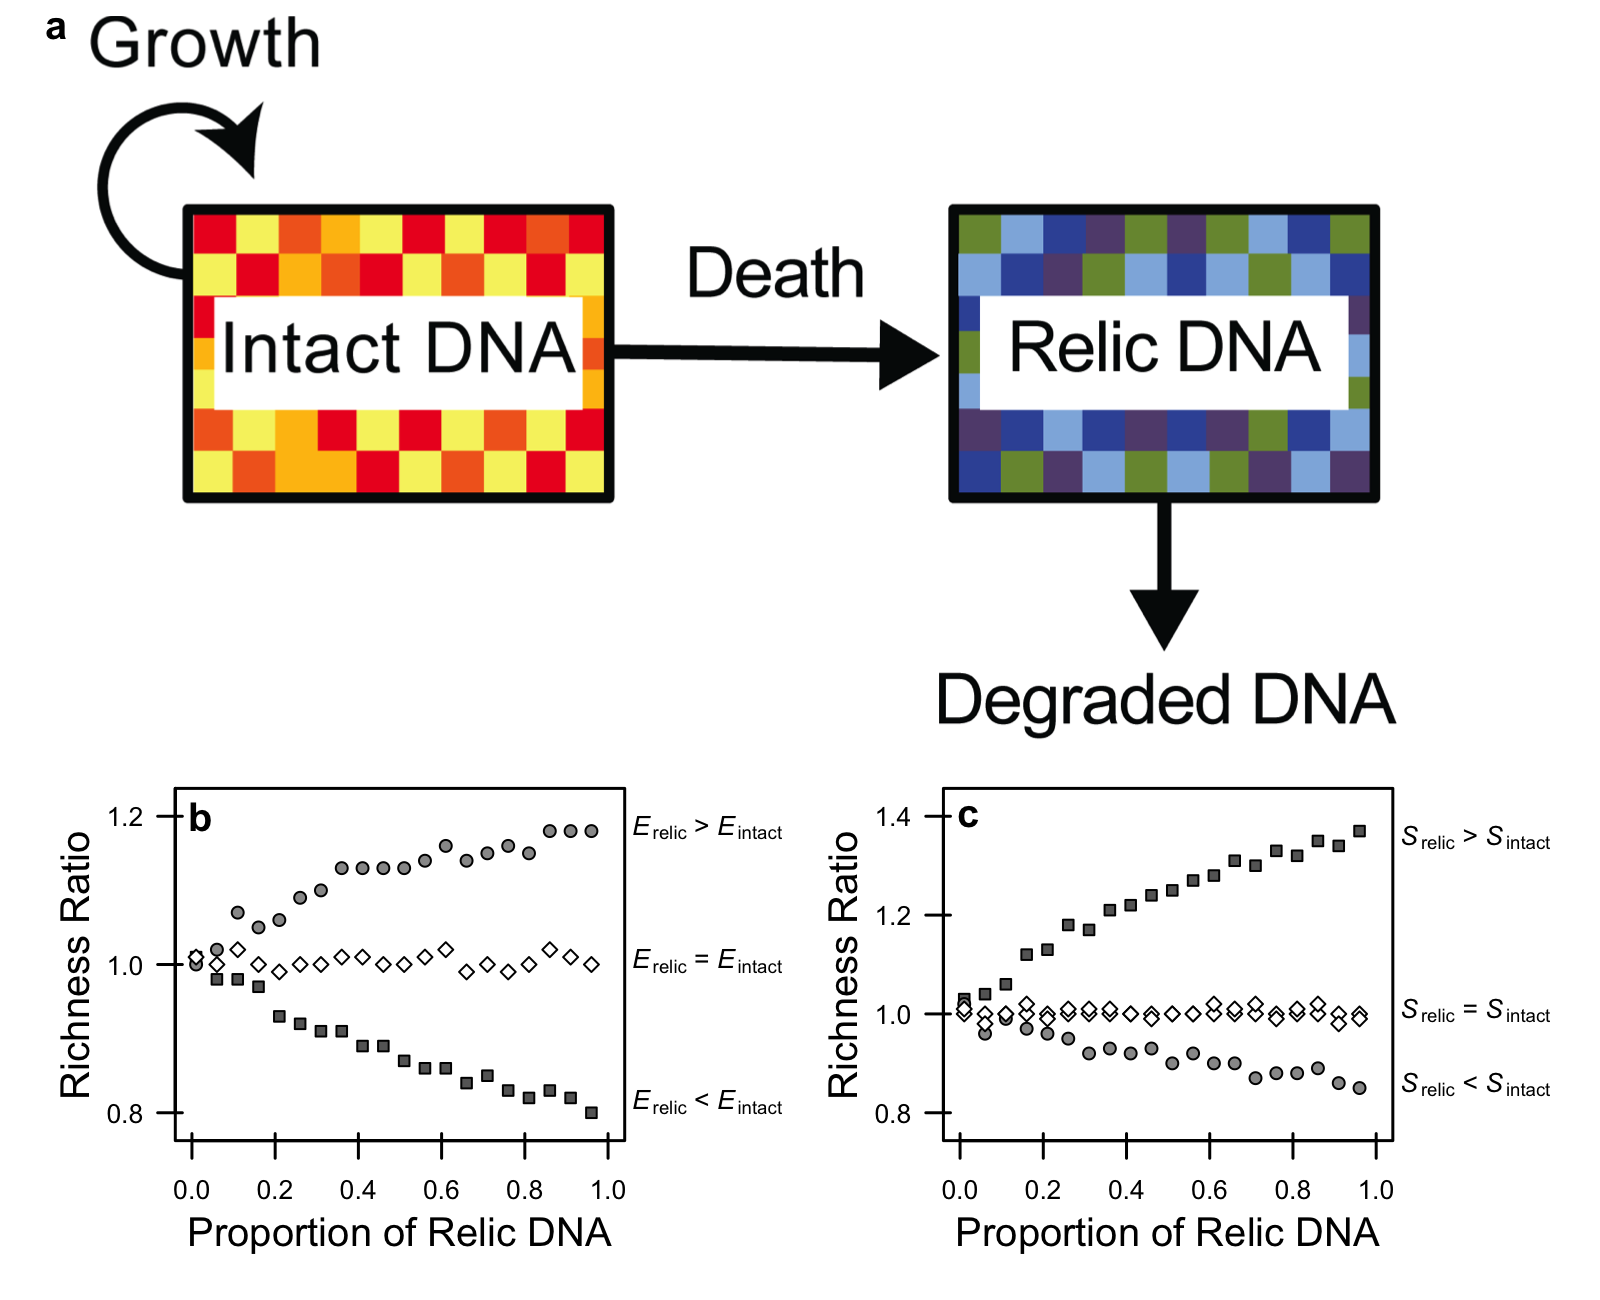 a
Growth
Intact DNA
Death
Relic DNA
Degraded DNA
b
Richness Ratio
1.2
1.0
0.8
0.0 0.2 0.4 0.6 0.8 1.0
Proportion of Relic DNA
E relic > E intact
E relic = E intact
E relic < E intact
c
Richness Ratio
1.4
1.2
1.0
0.8
0.0 0.2 0.4 0.6 0.8 1.0
Proportion of Relic DNA
S relic > S intact
S relic = S intact
S relic < S intact